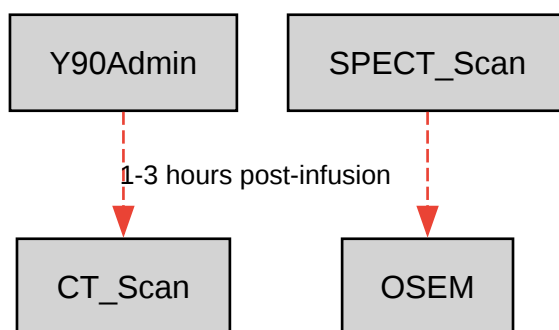 Y90Admin
SPECT_Scan
1-3 hours post-infusion
CT_Scan
OSEM